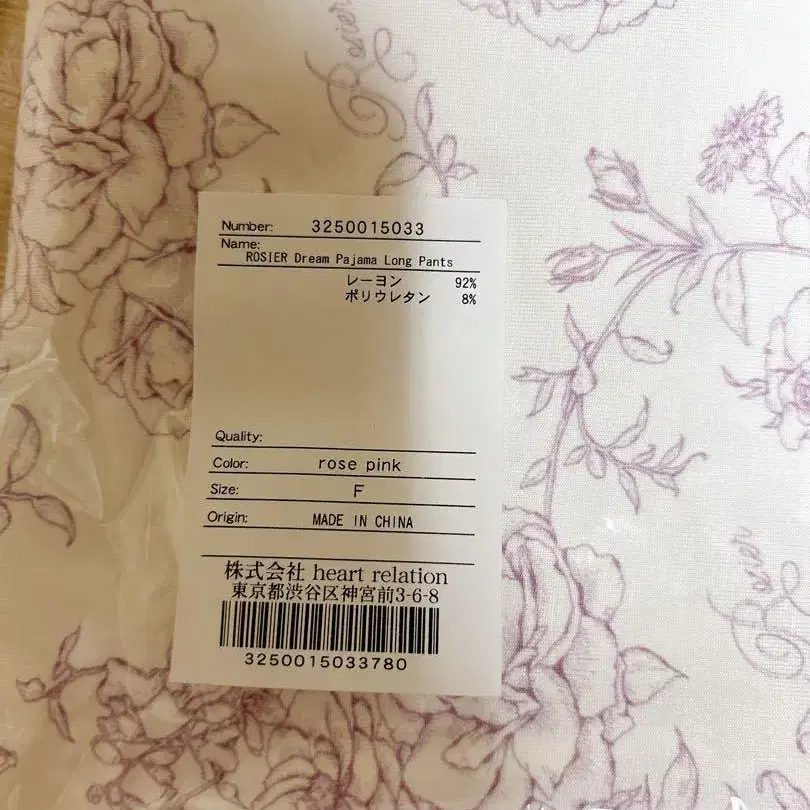 Rosier
Number: 3250015033
Name:
ROSIER Dream Pajama Long Pants
レーヨン 92%
ポリウレタン 8%
Quality:
Color: rose pink
Size: F
Origin: MADE IN CHINA
株式会社 heart relation
東京都渋谷区神宮前3-6-8
3250015033780
Rosier